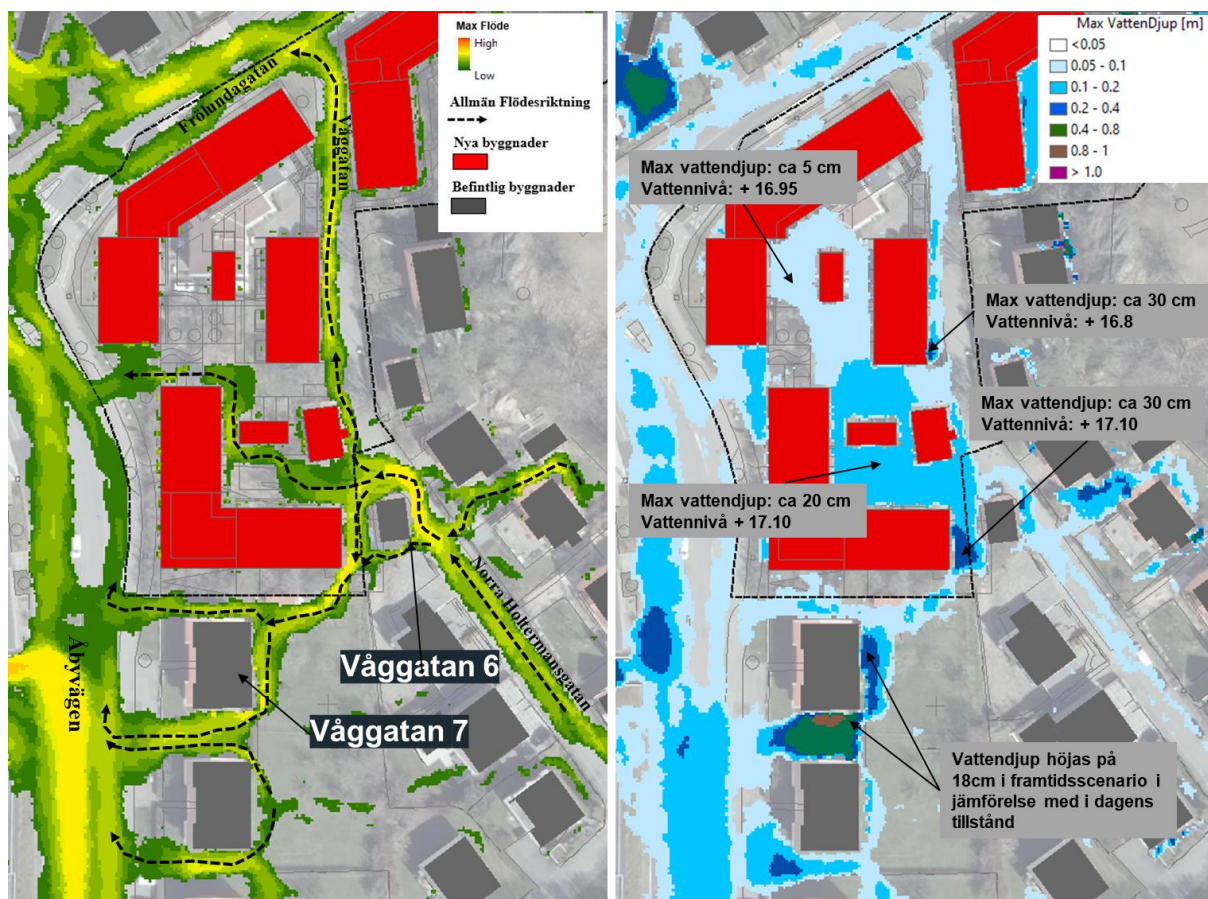 Max Flöde
High
Low
Allmän Flödesriktning
Nya byggnader
Befintlig byggnader
Frölundagatan
Våggatan
Norra Holtermansgatan
Våggatan 6
Våggatan 7
Åbyvägen
Max VattenDjup [m]
<0.05
0.05 - 0.1
0.1 - 0.2
0.2 - 0.4
0.4 - 0.8
0.8 - 1
> 1.0
Max vattendjup: ca 5 cm
Vattennivå: + 16.95
Max vattendjup: ca 30 cm
Vattennivå: + 16.8
Max vattendjup: ca 30 cm
Vattennivå: + 17.10
Max vattendjup: ca 20 cm
Vattennivå + 17.10
Vattendjup höjas på
18cm i framtidsscenario i
jämförelse med i dagens
tillstånd